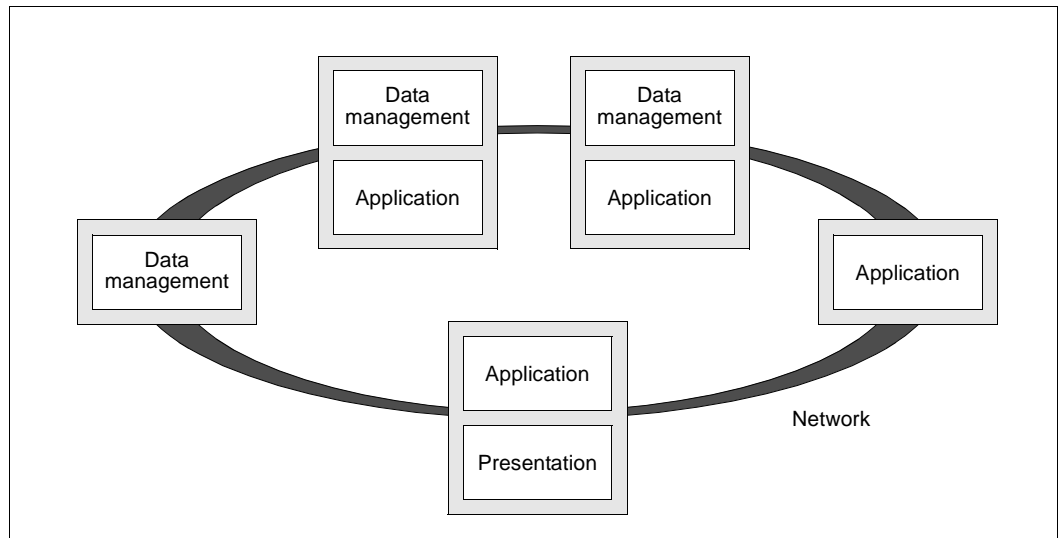 Data
management
Application
Data
management
Application
Data
management
Application
Application
Presentation
Network